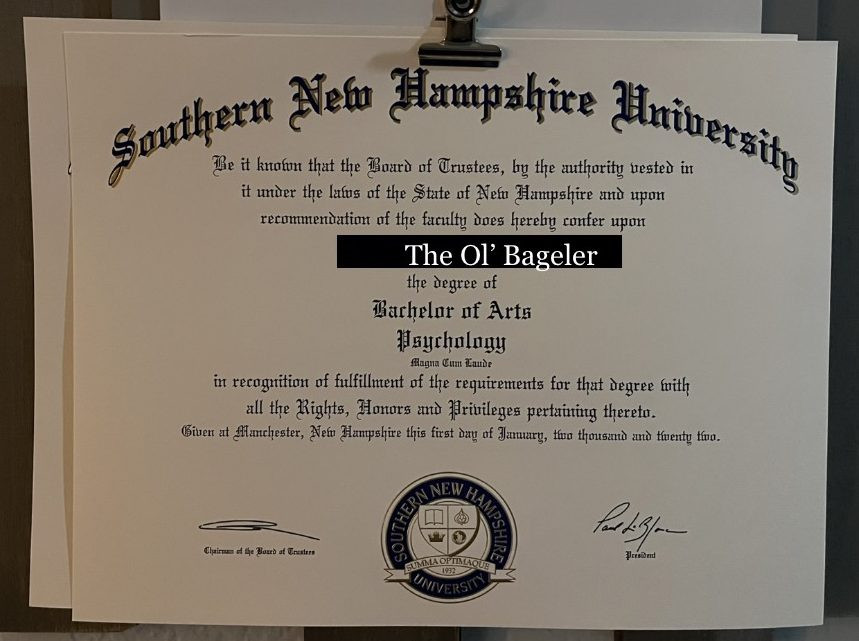 Southern New Hampshire University
Be it known that the Board of Trustees, by the authority vested in
it under the laws of the State of New Hampshire and upon
recommendation of the faculty does hereby confer upon
The Ol’ Bageler
the degree of
Bachelor of Arts
Psychology
Magna Cum Laude
in recognition of fulfillment of the requirements for that degree with
all the Rights, Honors and Privileges pertaining thereto.
Given at Manchester, New Hampshire this first day of January, two thousand and twenty two.
Chairman of the Board of Trustees
SOUTHERN NEW HAMPSHIRE
SUMMA OPTIMAQUE
1932
UNIVERSITY
President